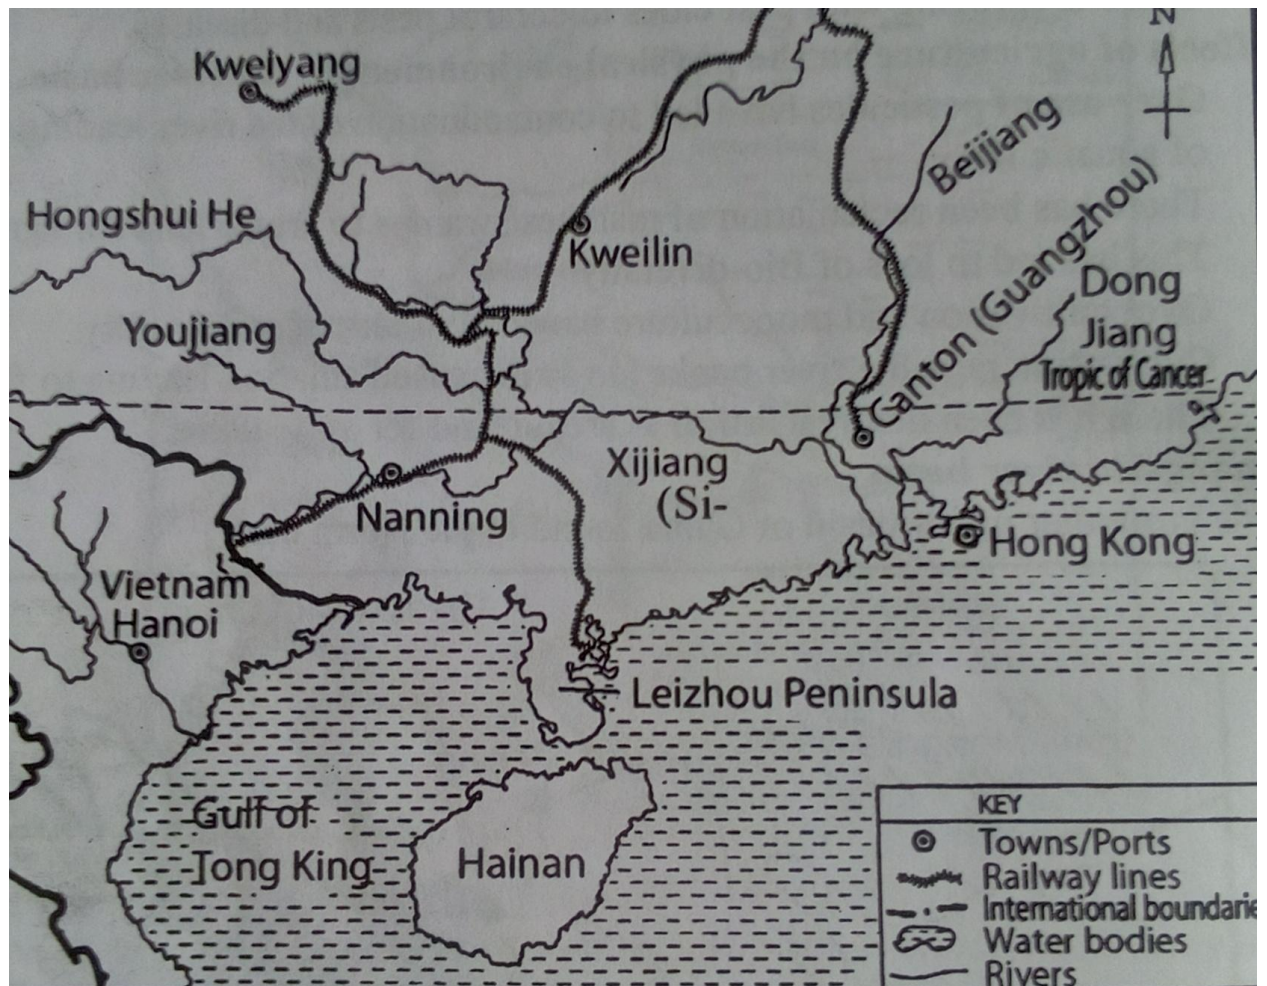 N
Kweiyang
Beijiang
Hongshui He
Kweilin
Canton (Guangzhou)
Dong
Jiang
Youjiang
Tropic of Cancer
Xijiang
(Si-
Nanning
Hong Kong
Vietnam
Hanoi
Leizhou Peninsula
Gulf of
Tong King
Hainan
KEY
Towns/Ports
Railway lines
International boundarie
Water bodies
Rivers